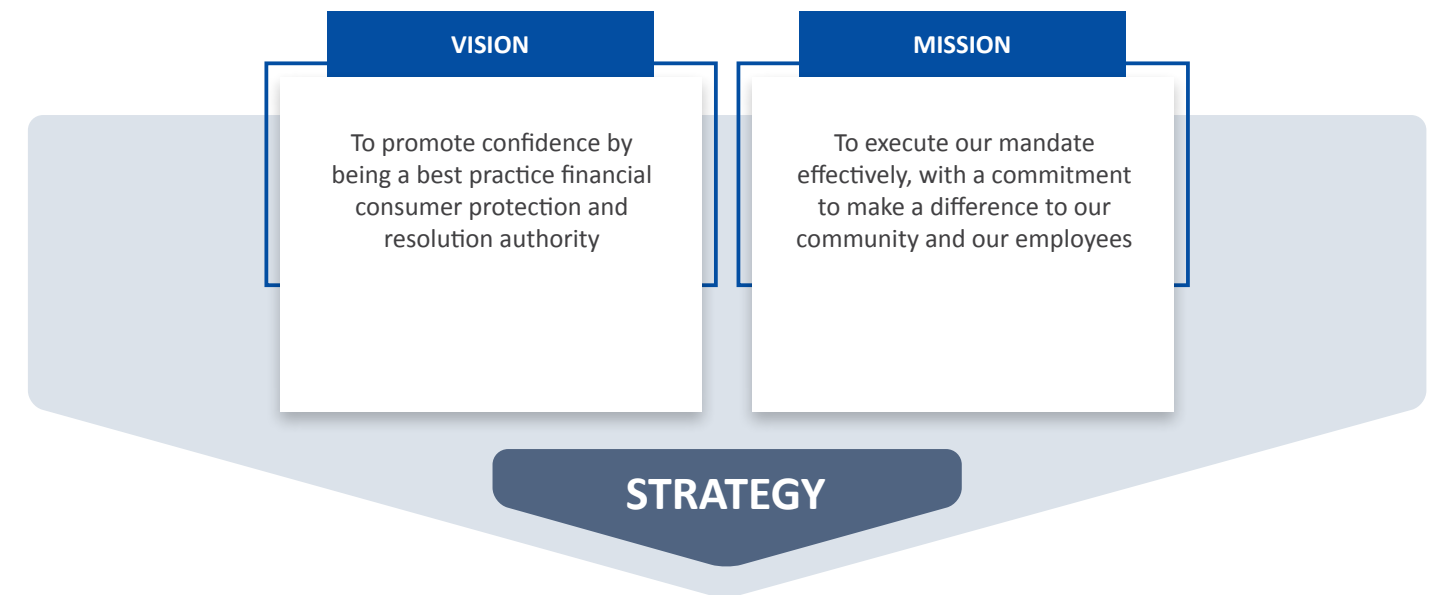 VISION
To promote confidence by
being a best practice financial
consumer protection and
resolution authority
MISSION
To execute our mandate
effectively, with a commitment
to make a difference to our
community and our employees
STRATEGY